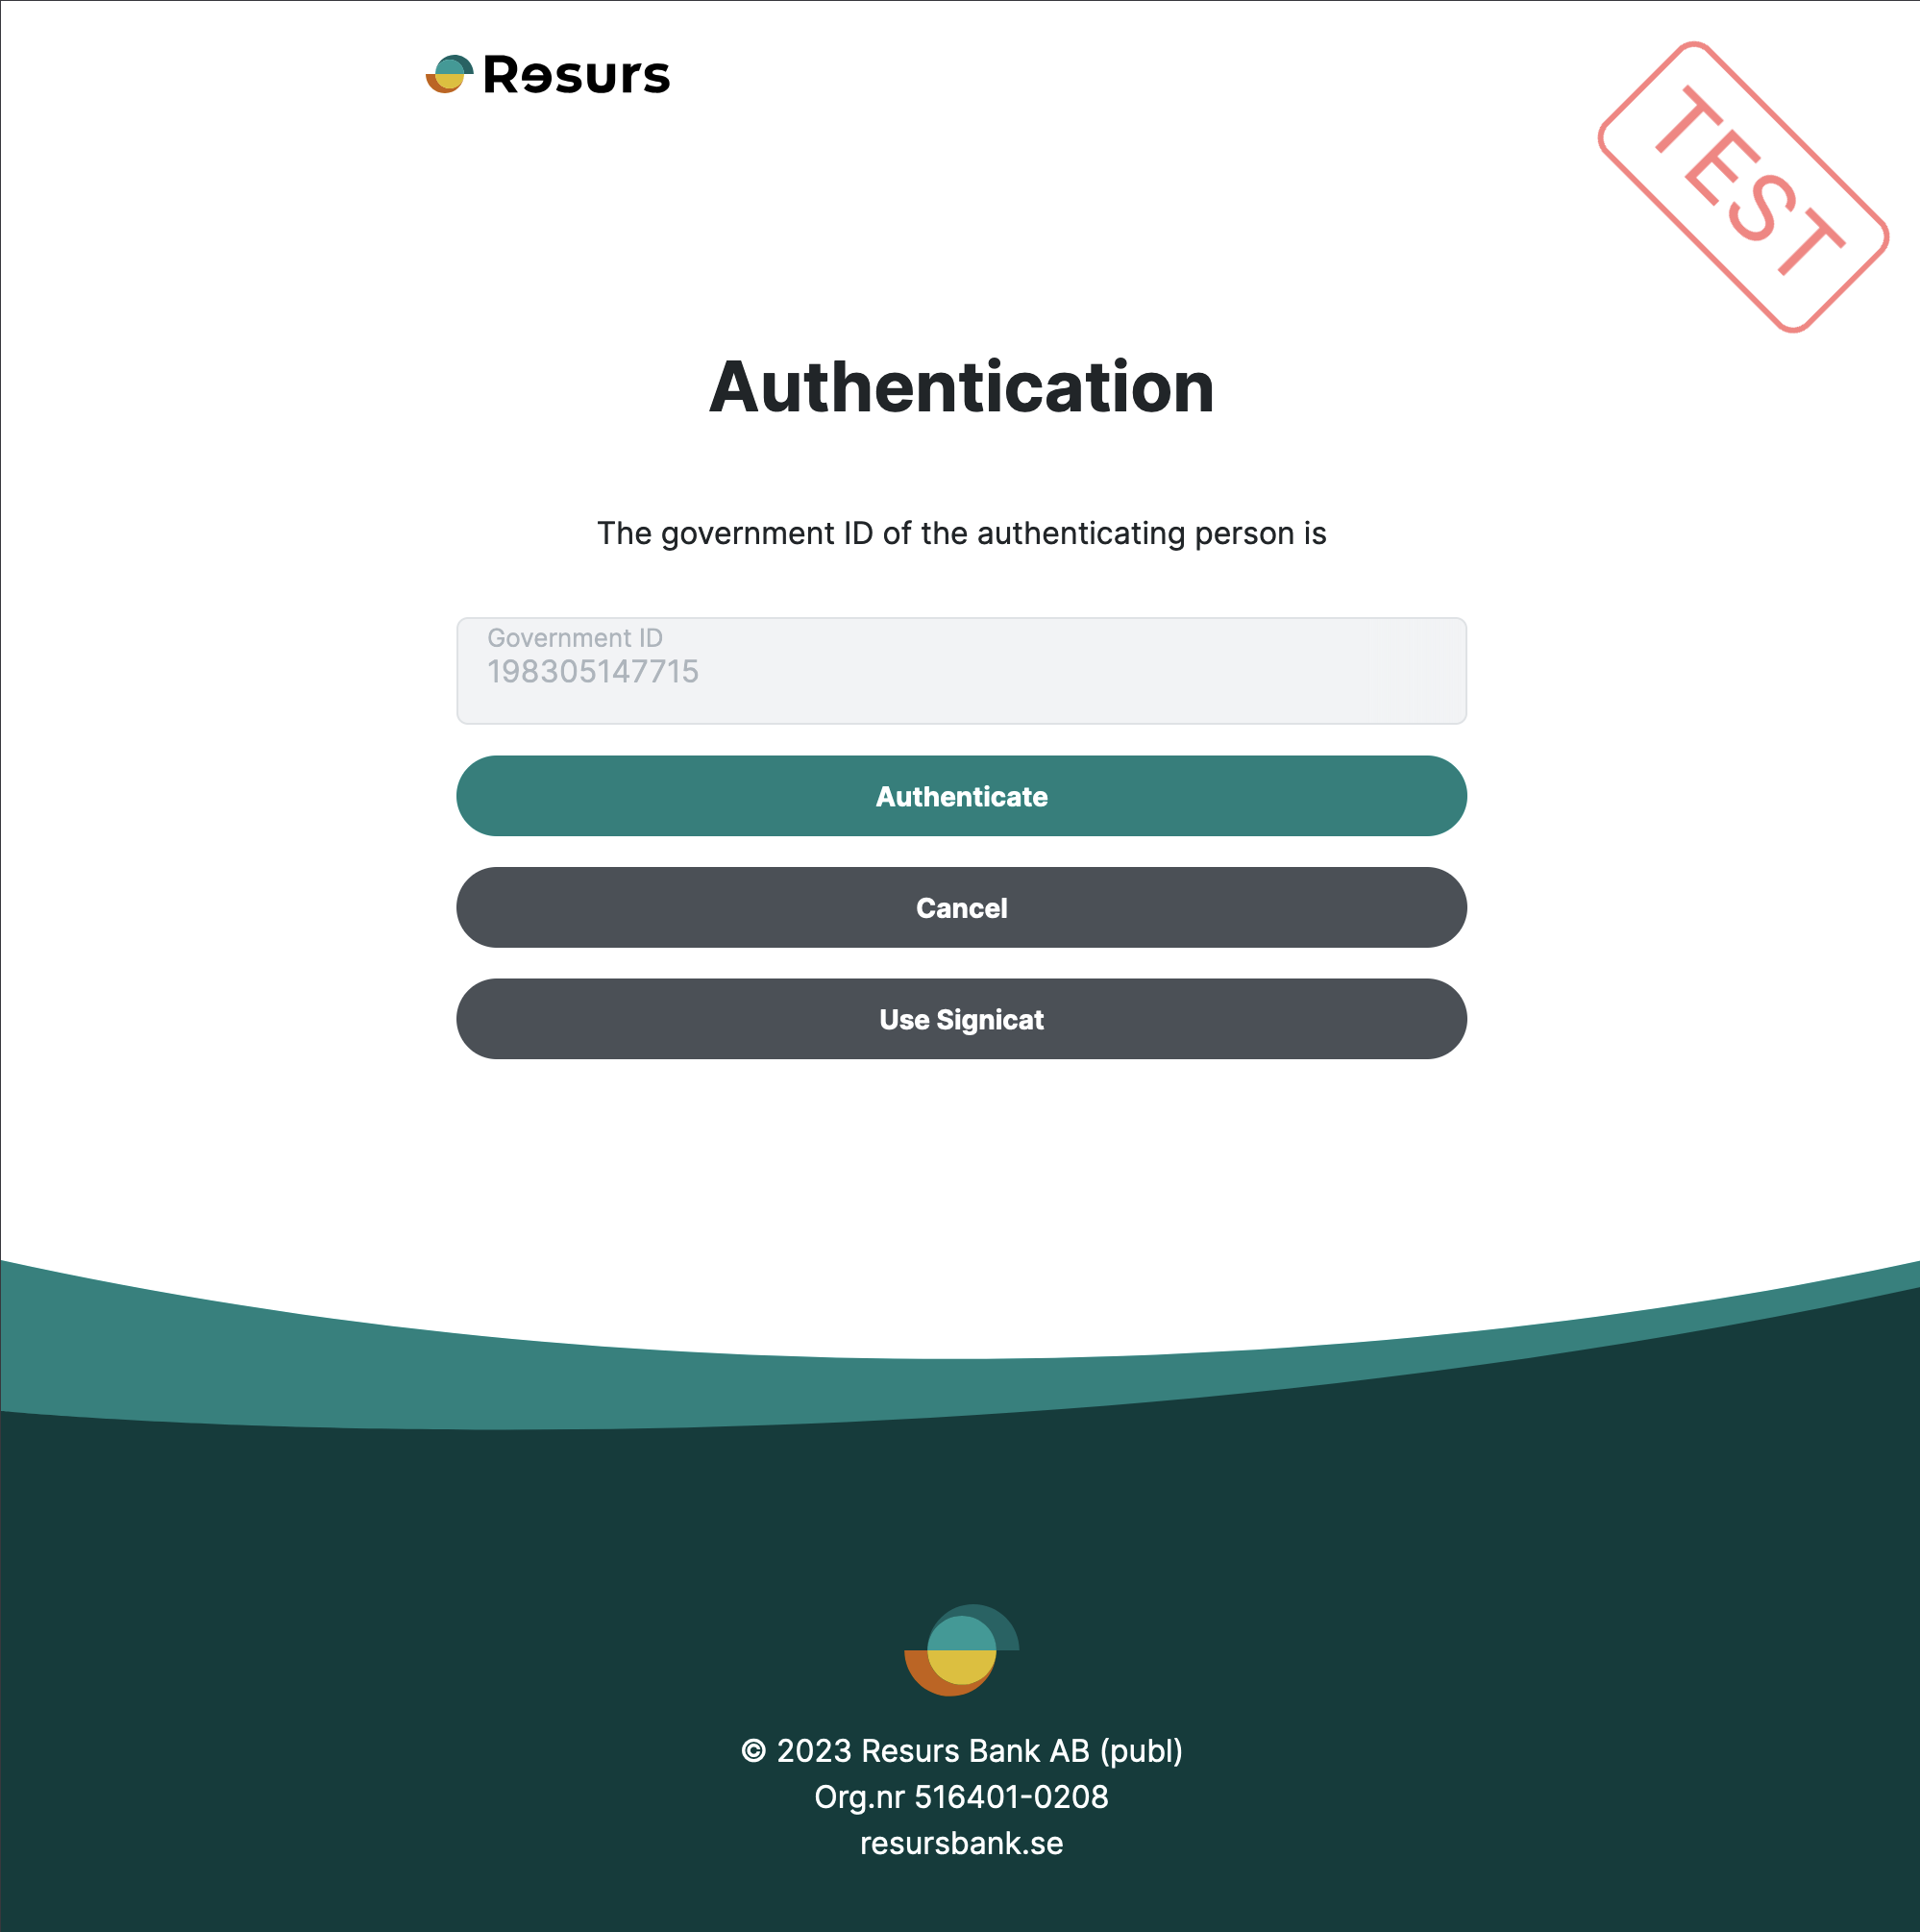 Resurs
TEST
Authentication
The government ID of the authenticating person is
Government ID
198305147715
Authenticate
Cancel
Use Signicat
© 2023 Resurs Bank AB (publ)
Org.nr 516401-0208
resursbank.se